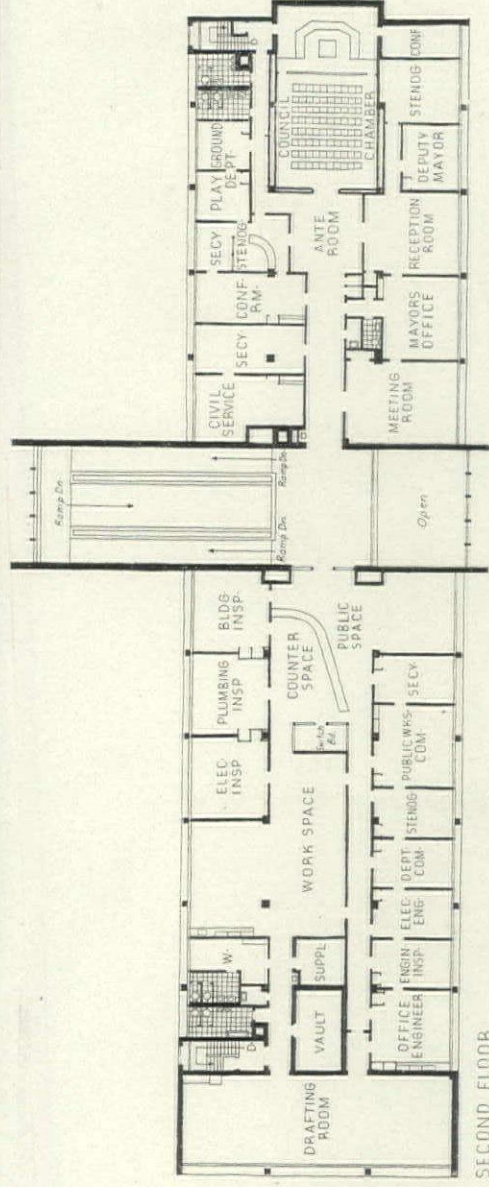 CONF
STENOG
DEPUTY
MAYOR
RECEPTION
ROOM
MAYORS
OFFICE
MEETING
ROOM
COUNCIL
CHAMBER
ANTE
ROOM
PLAY GROUND
DEPT-
SECY
STENOG-
CONF-
RM-
SECY
CIVIL
SERVICE
Ramp Dn.
Ramp Dn.
Ramp Dn.
Open
BLDG-
INSP-
PLUMBING
INSP
ELEC-
INSP
COUNTER
SPACE
PUBLIC
SPACE
Switch
Bd.
WORK SPACE
SECY-
PUBLIC WKS-
COM-
STENOG-
DEPT-
COM-
ELEC-
ENG-
ENGIN-
INSP-
OFFICE
ENGINEER
W-
SUPPL
VAULT
DRAFTING
ROOM
SECOND FLOOR